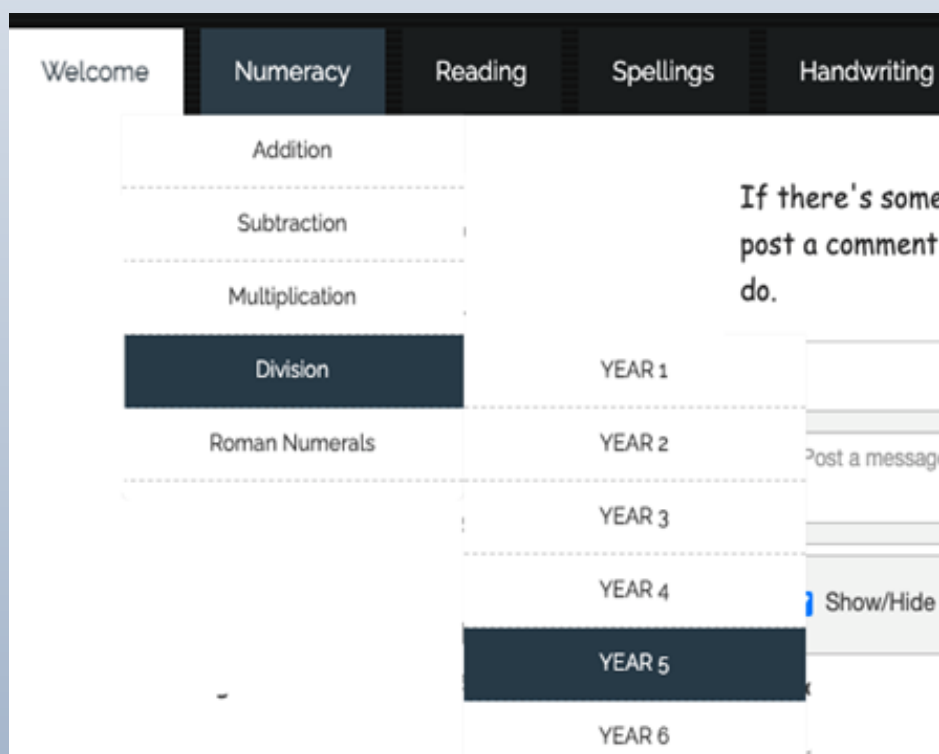 Welcome Numeracy Reading Spellings Handwriting
Addition
Subtraction
Multiplication
Division
Roman Numerals
YEAR 1
YEAR 2
YEAR 3
YEAR 4
YEAR 5
YEAR 6
If there's some
post a comment
do.
Post a message
Show/Hide